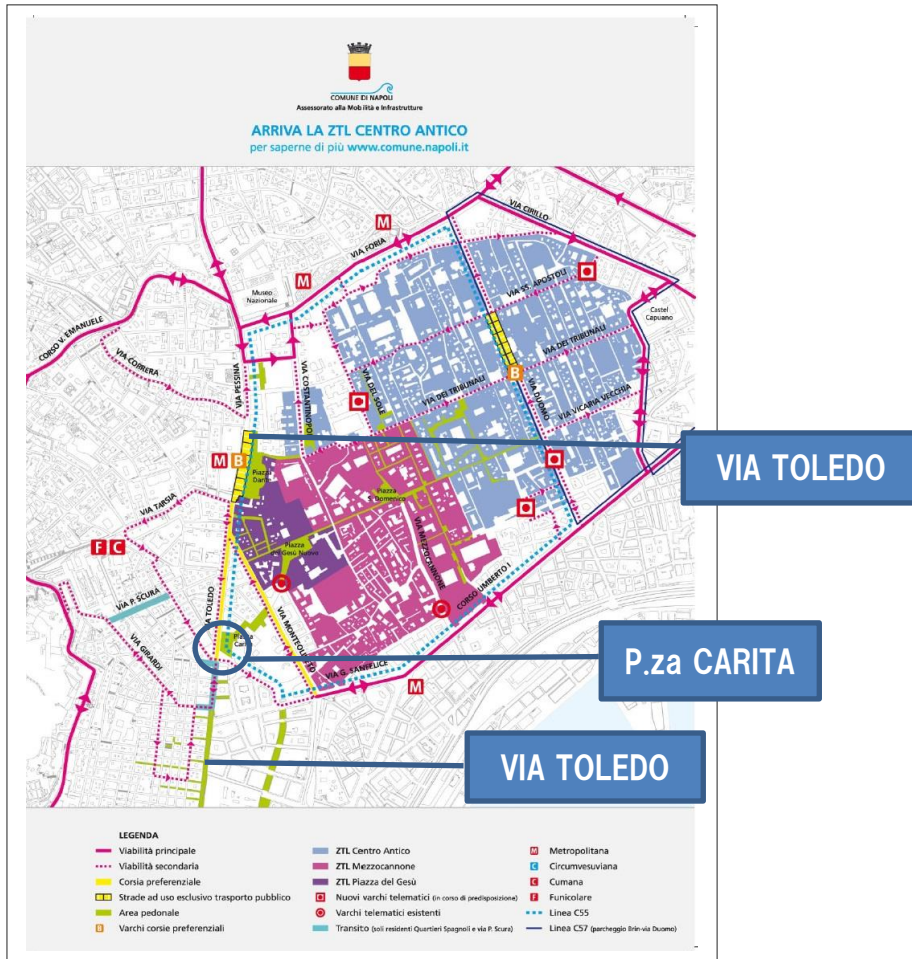 COMUNE DI NAPOLI
Assessorato alla Mobilità e Infrastrutture
ARRIVA LA ZTL CENTRO ANTICO
per saperne di più www.comune.napoli.it
VIA CIRILLO
M
VIA FORIA
M
VIA SS. APOSTOLI
Museo
Nazionale
Castel
Capuano
CORSO V. EMANUELE
VIA CORRERA
VIA PESSINA
VIA COSTANTINOPOLI
VIA DEL SOLE
VIA DEI TRIBUNALI
VIA DEI TRIBUNALI
B
VIA DUOMO
VIA VICARIA VECCHIA
M B
Piazza
Dante
VIA TOLEDO
Piazza
S. Domenico
VIA TARSIA
VIA MEZZOCANNONE
F C
Piazza
del Gesù Nuovo
C
VIA P. SCURA
VIA TOLEDO
CORSO UMBERTO I
VIA GIRARDI
Piazza
Carità
VIA MONTEOLIVETO
VIA G. SANFELICE
M
P.za CARITA
VIA TOLEDO
LEGENDA
Viabilità principale
Viabilità secondaria
Corsia preferenziale
Strade ad uso esclusivo trasporto pubblico
Area pedonale
B Varchi corsie preferenziali
ZTL Centro Antico
ZTL Mezzocannone
ZTL Piazza del Gesù
Nuovi varchi telematici (in corso di predisposizione)
Varchi telematici esistenti
Transito (soli residenti Quartieri Spagnoli e via P. Scura)
M Metropolitana
C Circumvesuviana
C Cumana
F Funicolare
Linea C55
Linea C57 (parcheggio Brin-via Duomo)